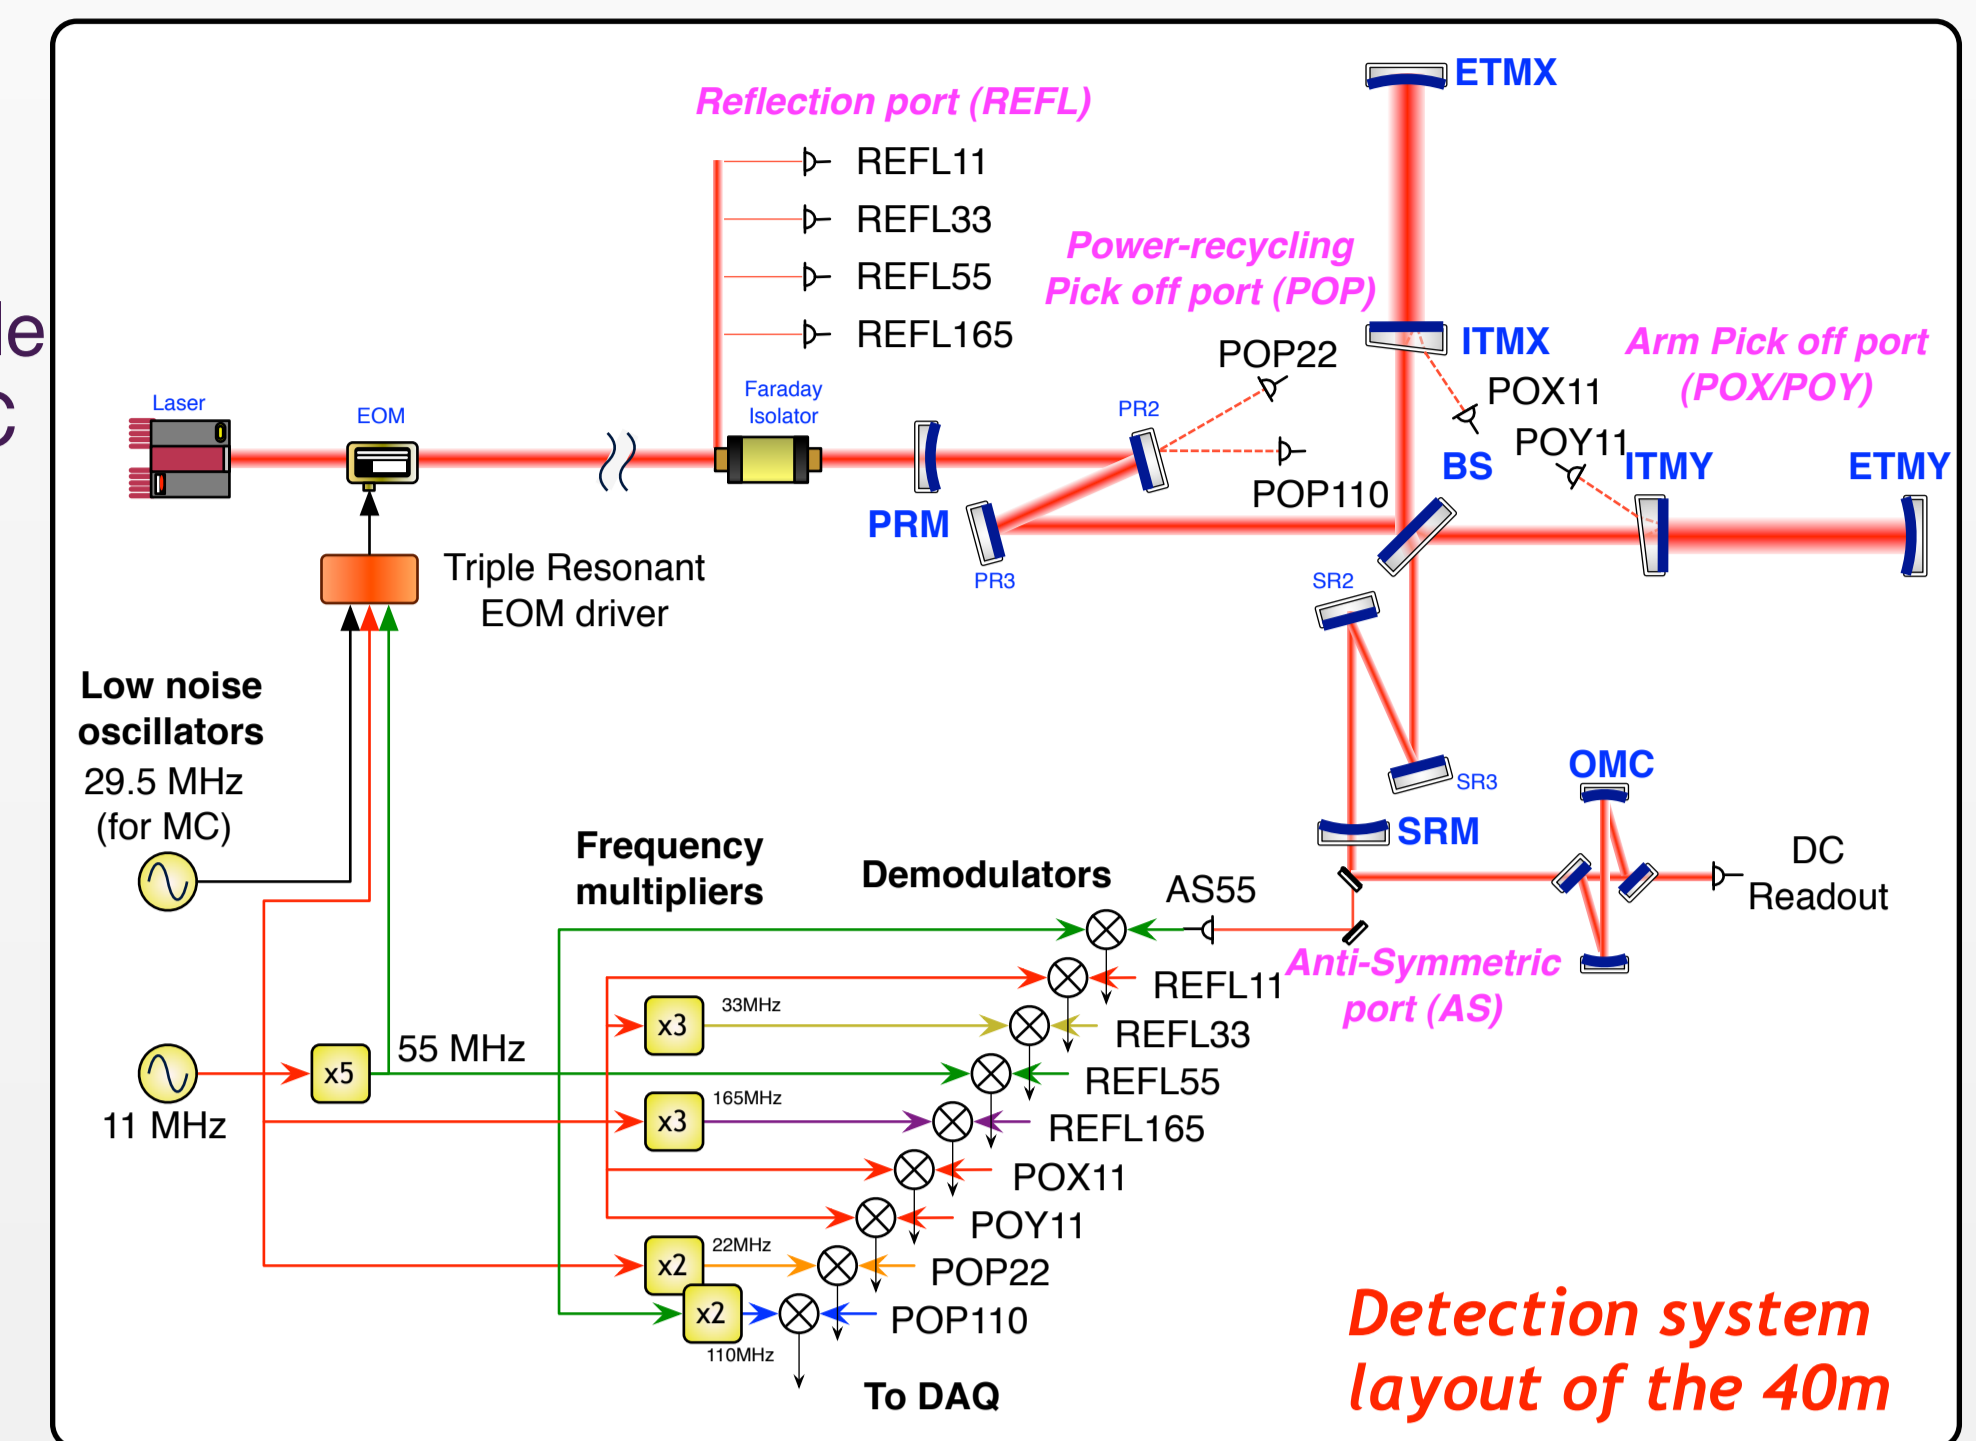 Reflection port (REFL)
REFL11
REFL33
REFL55
REFL165
ETMX
Power-recycling
Pick off port (POP)
POP22
POP110
ITMX
Arm Pick off port
(POX/POY)
POX11
POY11
BS
ITMY
ETMY
le
C
Laser
EOM
Faraday
Isolator
PRM
PR2
PR3
Triple Resonant
EOM driver
SR2
SR3
SRM
OMC
DC
Readout
Low noise
oscillators
29.5 MHz
(for MC)
Frequency
multipliers
Demodulators
AS55
Anti-Symmetric
port (AS)
REFL11
x3
33MHz
REFL33
11 MHz
x5
55 MHz
REFL55
x3
165MHz
REFL165
POX11
POY11
x2
22MHz
POP22
x2
110MHz
POP110
To DAQ
Detection system
layout of the 40m